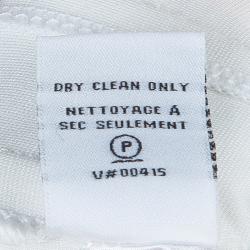 DRY CLEAN ONLY
NETTOYAGE À
SEC SEULEMENT
P
V#00415